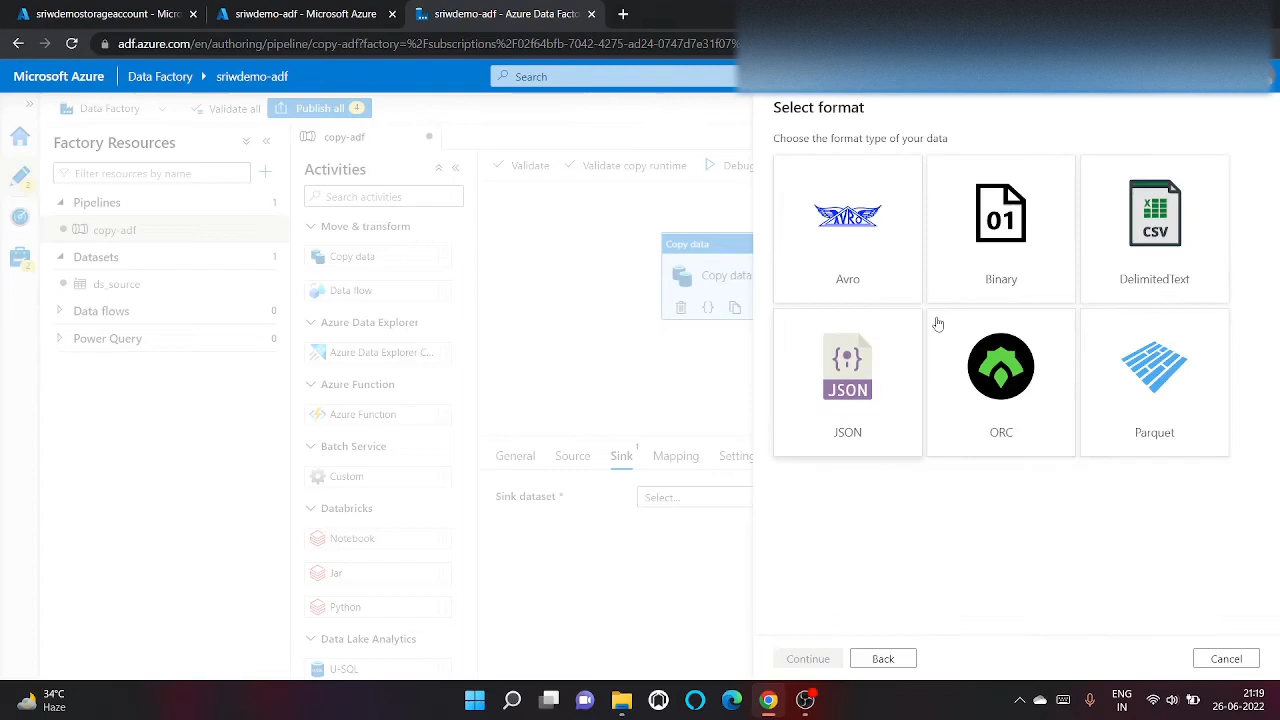 copy1047activity - Microsoft A
sriwdemo-adf - Microsoft Azure
sriwdemo-adf - Azure Data Facto
adf.azure.com/en/authoring/pipeline/copy-adf?factory=%2Fsubscriptions%2F02f64bfb-7042-4275-ad24-0747d7e31f07%
Microsoft Azure
Data Factory
sriwdemo-adf
Search
Data Factory
Validate all
Publish all
4
Factory Resources
Filter resources by name
Pipelines
1
copy-adf
Datasets
1
ds_source
Data flows
0
Power Query
0
copy-adf
Activities
Search activities
Move & transform
Copy data
Data flow
Azure Data Explorer
Azure Data Explorer C...
Azure Function
Azure Function
Batch Service
Custom
Databricks
Notebook
Jar
Python
Data Lake Analytics
U-SQL
Validate
Validate copy runtime
Debug
Copy data
Copy data
General
Source
Sink
1
Mapping
Setting
Sink dataset *
Select...
Select format
Choose the format type of your data
AVRO
Avro
01
Binary
CSV
DelimitedText
JSON
JSON
ORC
Parquet
Continue
Back
Cancel
34°C
Haze
ENG
IN
21:19
26-06-2022